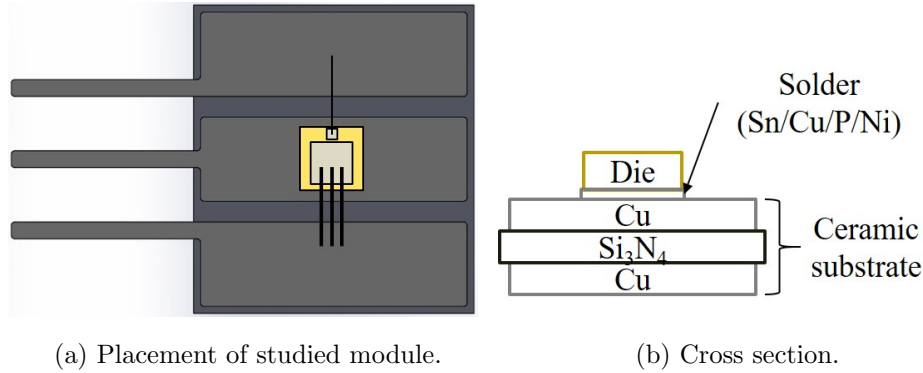 Solder
(Sn/Cu/P/Ni)
Die
Cu
Si₃N₄
Cu
Ceramic
substrate
(a) Placement of studied module.
(b) Cross section.